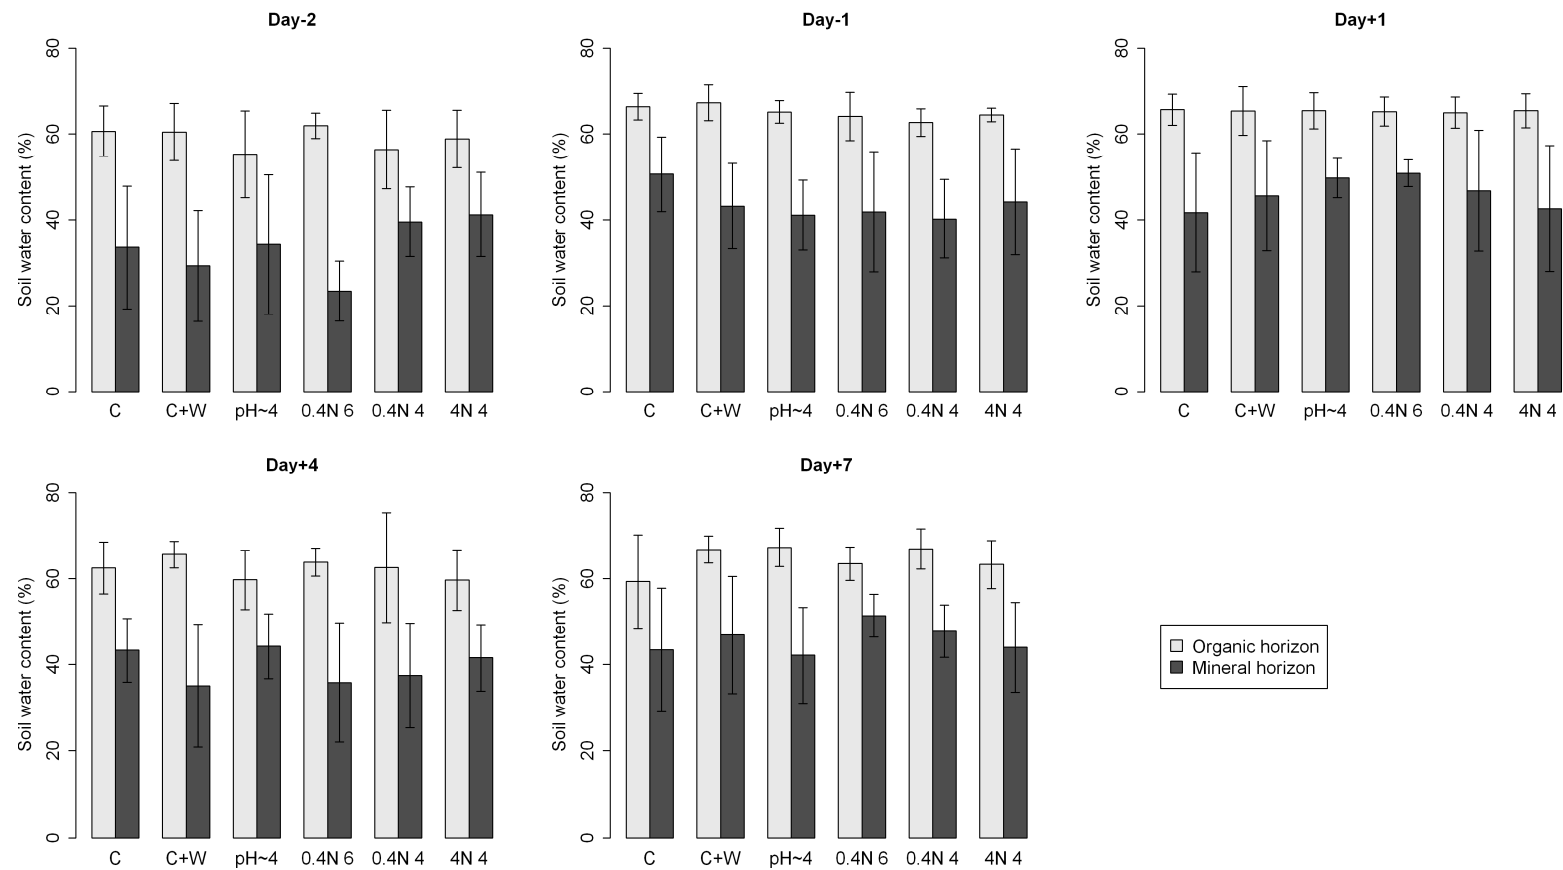 Day-2
Soil water content (%)
80
60
40
20
0
C C+W pH~4 0.4N 6 0.4N 4 4N 4
Day-1
Soil water content (%)
80
60
40
20
0
C C+W pH~4 0.4N 6 0.4N 4 4N 4
Day+1
Soil water content (%)
80
60
40
20
0
C C+W pH~4 0.4N 6 0.4N 4 4N 4
Day+4
Soil water content (%)
80
60
40
20
0
C C+W pH~4 0.4N 6 0.4N 4 4N 4
Day+7
Soil water content (%)
80
60
40
20
0
C C+W pH~4 0.4N 6 0.4N 4 4N 4
Organic horizon
Mineral horizon